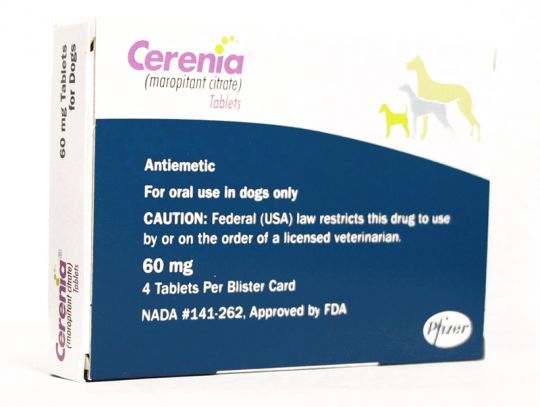 Cerenia
(maropitant citrate)
Tablets
Antiemetic
For oral use in dogs only
CAUTION: Federal (USA) law restricts this drug to use
by or on the order of a licensed veterinarian.
60 mg
4 Tablets Per Blister Card
NADA #141-262, Approved by FDA
Pfizer
60 mg Tablets
for Dogs
Cerenia®
(maropitant citrate)
Tablets